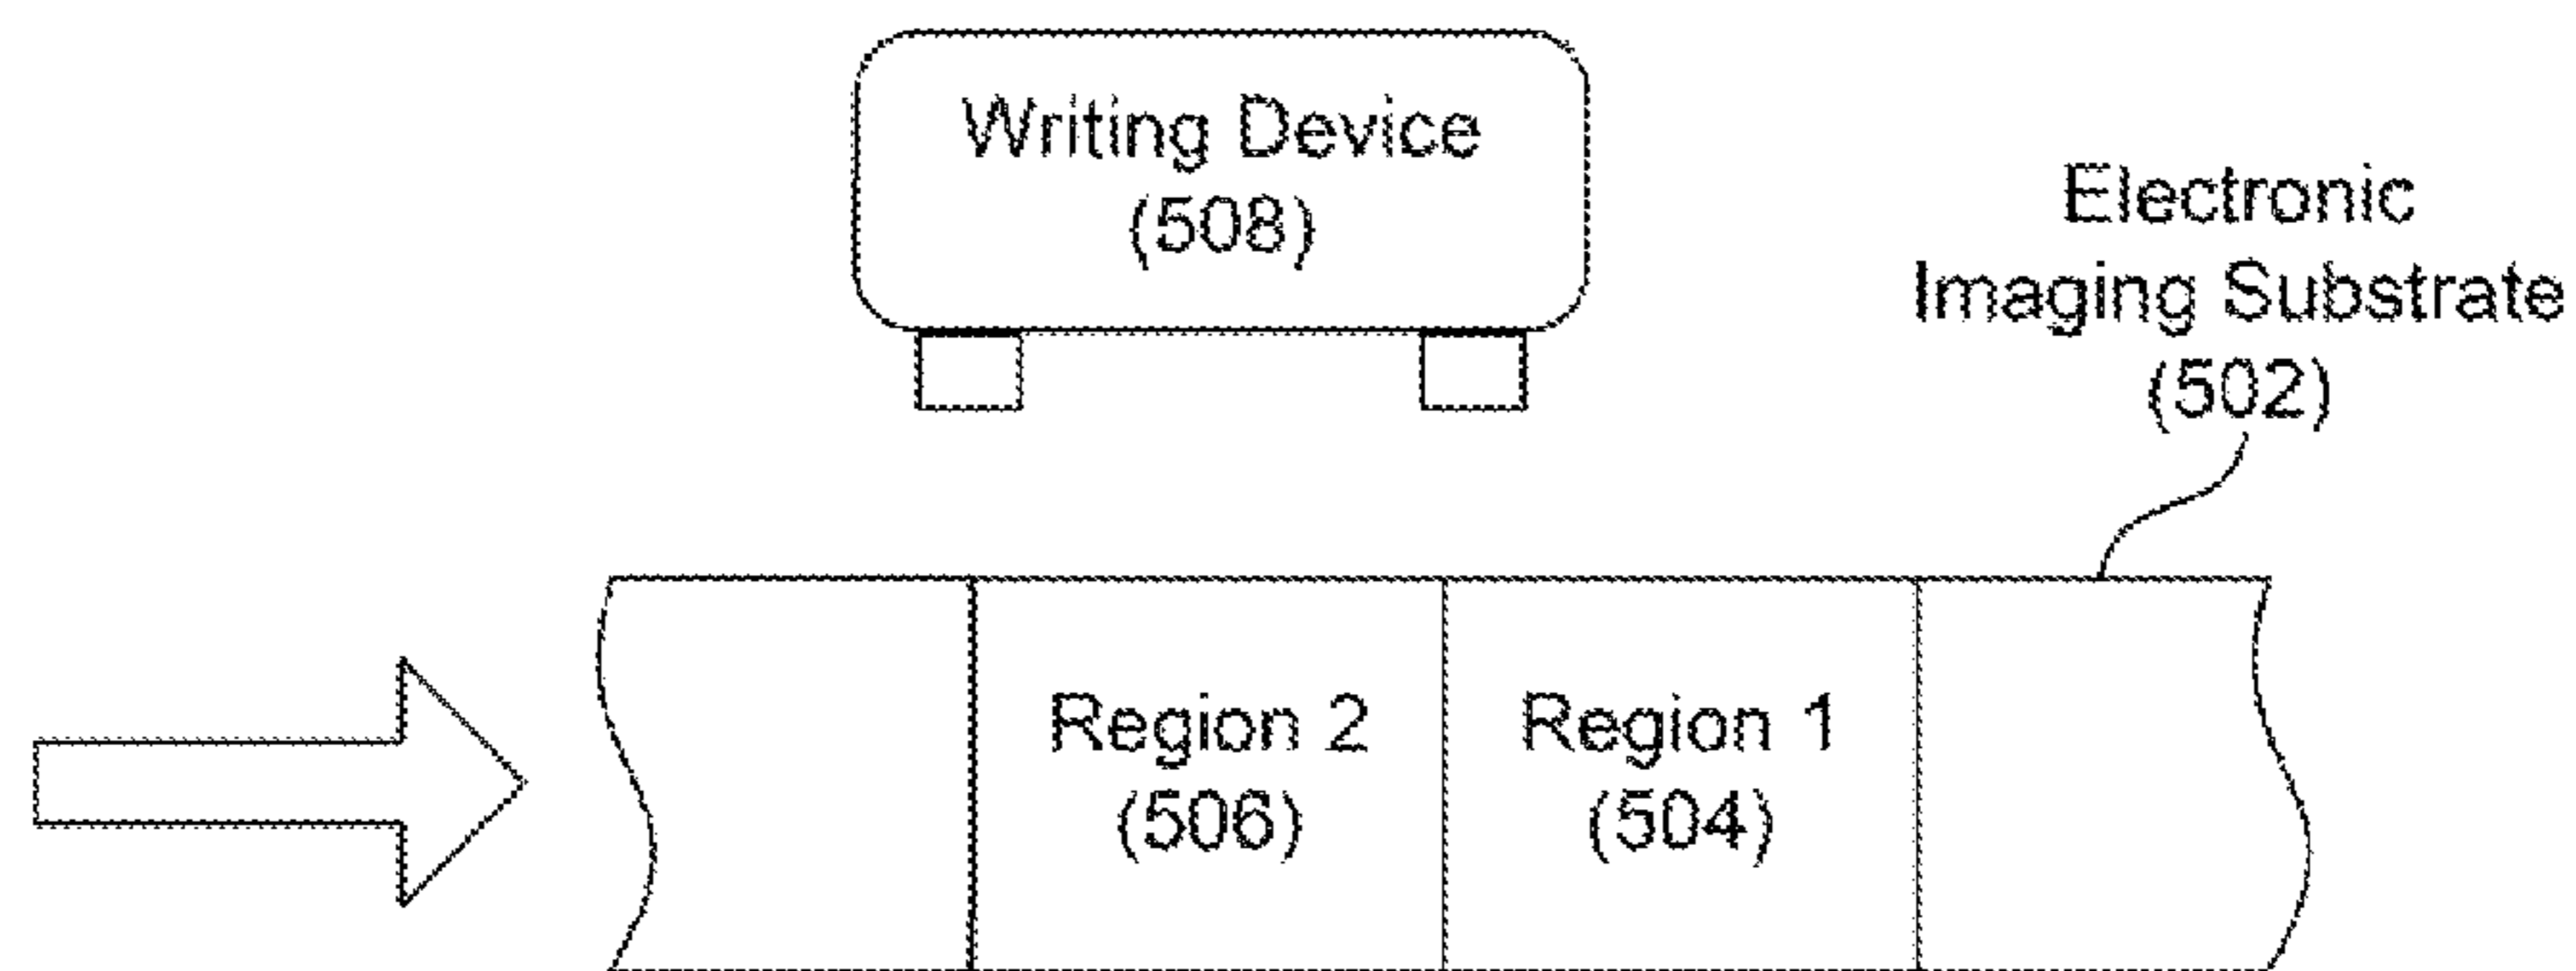 Writing Device
(508)
Electronic
Imaging Substrate
(502)
Region 2
(506)
Region 1
(504)